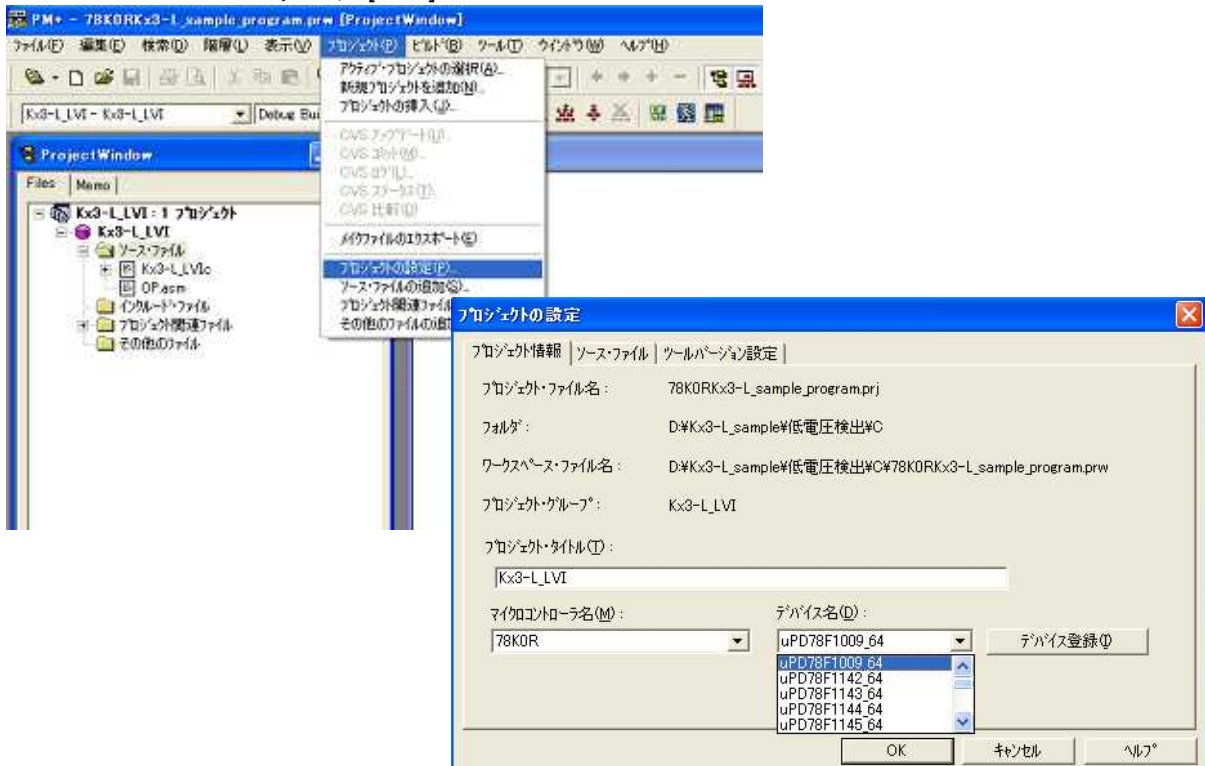 PM+ - 78K0RKx3-L_sample_program.prw [ProjectWindow]
ファイル(F) 編集(E) 検索(Q) 階層(L) 表示(V) プロジェクト(P) ビルド(B) ツール(T) ウインドウ(W) ヘルプ(H)
アクティブ・プロジェクトの選択(A)...
新規プロジェクトを追加(N)...
プロジェクトの挿入(J)...
Kx3-L_LVI - Kx3-L_LVI
Debug Bui
CVS アップデート(U)...
CVS コミット(M)...
CVS ログ(L)...
CVS ステータス(T)...
CVS 比較(D)
ProjectWindow
Files
Memo
メイクファイルのエクスポート(E)
プロジェクトの設定(P)...
ソース・ファイルの追加(S)...
プロジェクト関連ファイル
その他のファイルの追加
Kx3-L_LVI : 1 プロジェクト
Kx3-L_LVI
ソース・ファイル
Kx3-L_LVI.c
OP.asm
インクルード・ファイル
プロジェクト関連ファイル
その他のファイル
プロジェクトの設定
プロジェクト情報
ソース・ファイル
ツールバージョン設定
プロジェクト・ファイル名 : 78K0RKx3-L_sample_program.prj
フォルダ : D:¥Kx3-L_sample¥低電圧検出¥C
ワークスペース・ファイル名 : D:¥Kx3-L_sample¥低電圧検出¥C¥78K0RKx3-L_sample_program.prw
プロジェクト・グループ : Kx3-L_LVI
プロジェクト・タイトル(T) :
Kx3-L_LVI
マイクロコントローラ名(M) : デバイス名(D) :
78K0R uPD78F1009_64 デバイス登録(I)
uPD78F1009_64
uPD78F1142_64
uPD78F1143_64
uPD78F1144_64
uPD78F1145_64
OK キャンセル ヘルプ